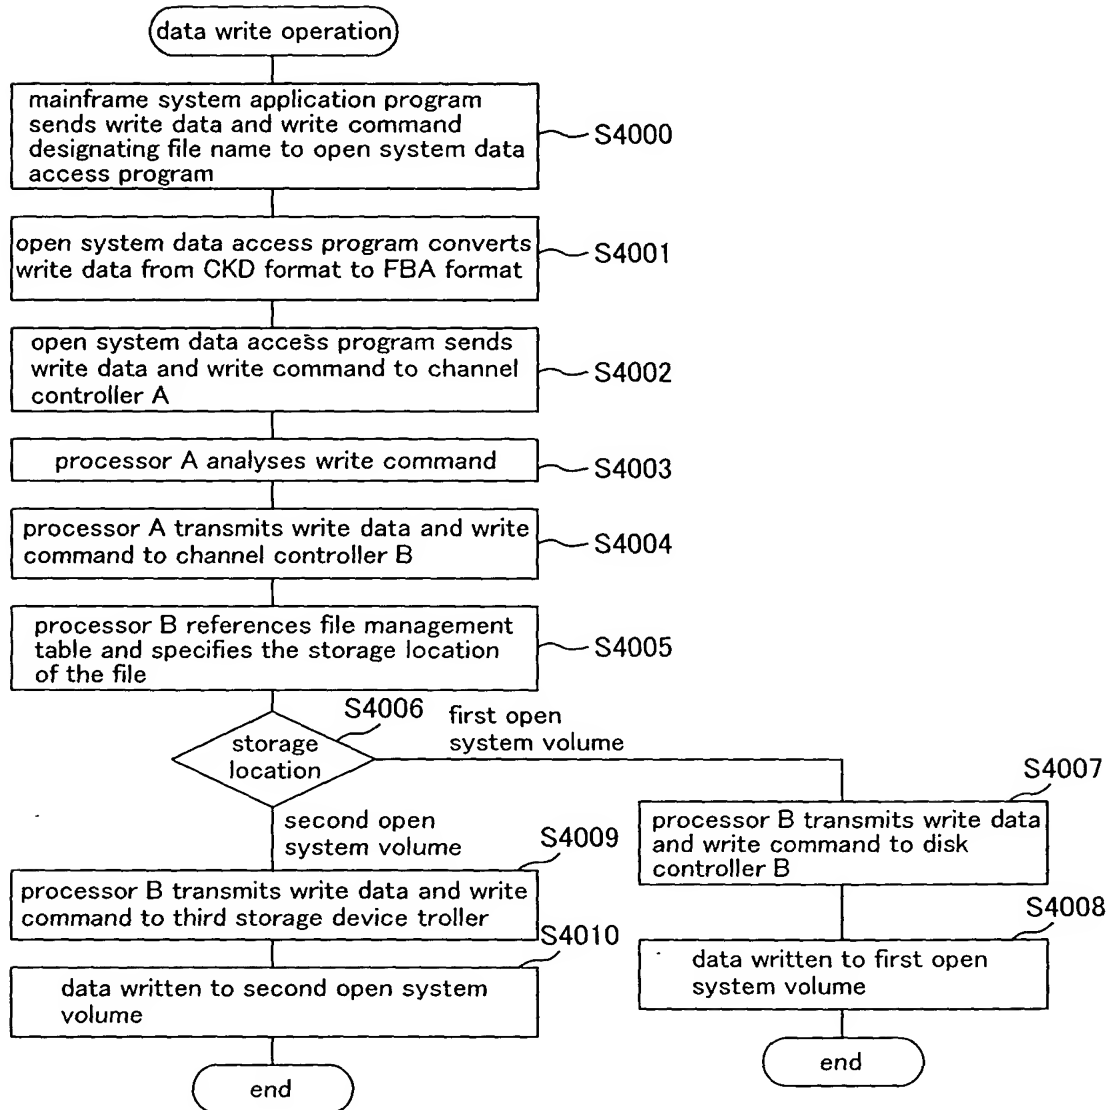 data write operation
mainframe system application program
sends write data and write command
designating file name to open system data
access program
S4000
open system data access program converts
write data from CKD format to FBA format
S4001
open system data access program sends
write data and write command to channel
controller A
S4002
processor A analyses write command
S4003
processor A transmits write data and write
command to channel controller B
S4004
processor B references file management
table and specifies the storage location
of the file
S4005
S4006
storage
location
first open
system volume
S4007
processor B transmits write data
and write command to disk
controller B
second open
system volume
S4009
processor B transmits write data and write
command to third storage device troller
S4008
data written to first open
system volume
S4010
data written to second open system
volume
end
end